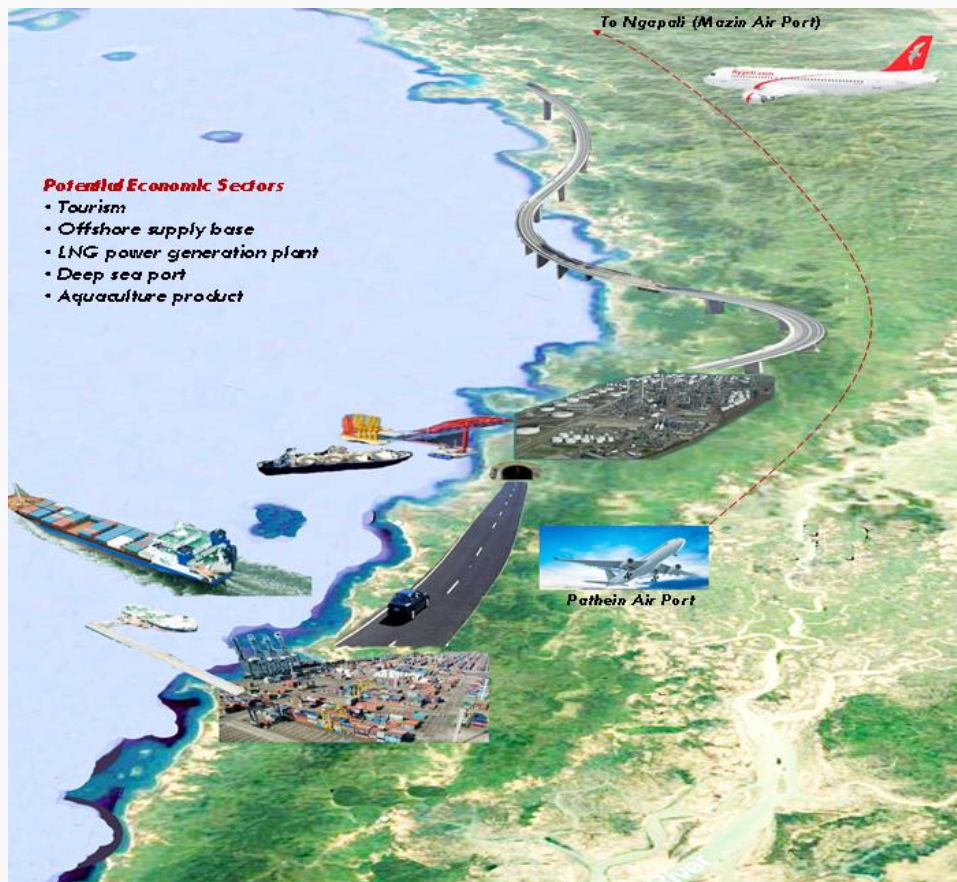 To Ngapali (Mazin Air Port)
Potential Economic Sectors
• Tourism
• Offshore supply base
• LNG power generation plant
• Deep sea port
• Aquaculture product
Pathein Air Port
River